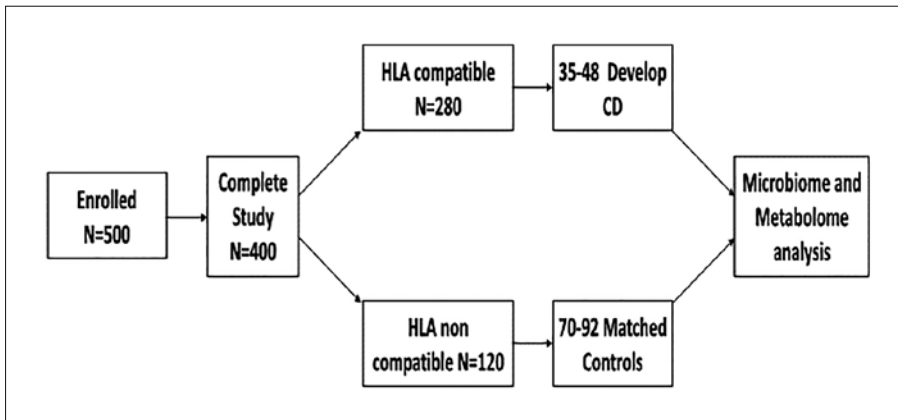 Enrolled
N=500
Complete
Study
N=400
HLA compatible
N=280
35-48 Develop
CD
HLA non
compatible N=120
70-92 Matched
Controls
Microbiome and
Metabolome
analysis